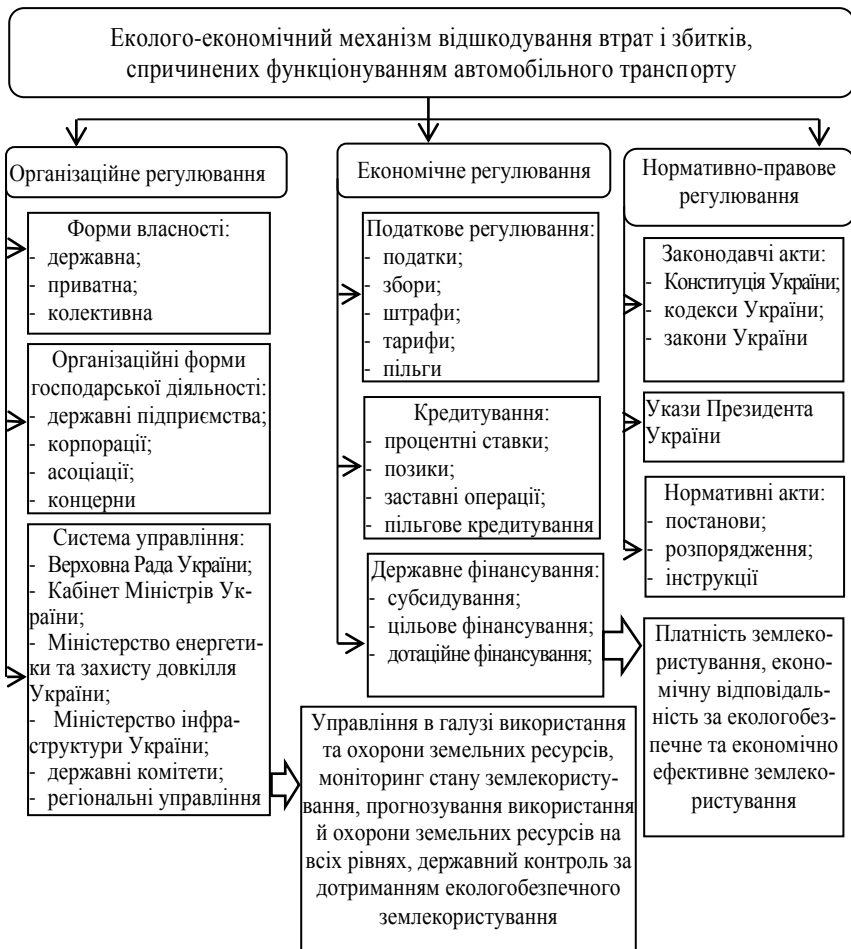 Еколого-економічний механізм відшкодування втрат і збитків,
спричинених функціонуванням автомобільного транспорту
Організаційне регулювання
Форми власності:
- державна;
- приватна;
- колективна
Організаційні форми
господарської діяльності:
- державні підприємства;
- корпорації;
- асоціації;
- концерни
Система управління:
- Верховна Рада України;
- Кабінет Міністрів Ук-
раїни;
- Міністерство енергети-
ки та захисту довкілля
України;
- Міністерство інфра-
структури України;
- державні комітети;
- регіональні управління
Економічне регулювання
Податкове регулювання:
- податки;
- збори;
- штрафи;
- тарифи;
- пільги
Кредитування:
- процентні ставки;
- позики;
- заставні операції;
- пільгове кредитування
Державне фінансування:
- субсидування;
- цільове фінансування;
- дотаційне фінансування;
Нормативно-правове
регулювання
Законодавчі акти:
- Конституція України;
- кодекси України;
- закони України
Укази Президента
України
Нормативні акти:
- постанови;
- розпорядження;
- інструкції
Платність землеко-
ристування, еконо-
мічну відповідаль-
ність за екологобез-
печне та економічно
ефективне землеко-
ристування
Управління в галузі використання
та охорони земельних ресурсів,
моніторинг стану землекористу-
вання, прогнозування використання
й охорони земельних ресурсів на
всіх рівнях, державний контроль за
дотриманням екологобезпечного
землекористування